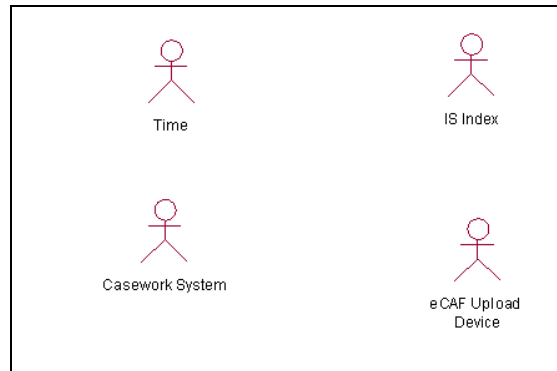 Time
IS Index
Casework System
eCAF Upload
Device